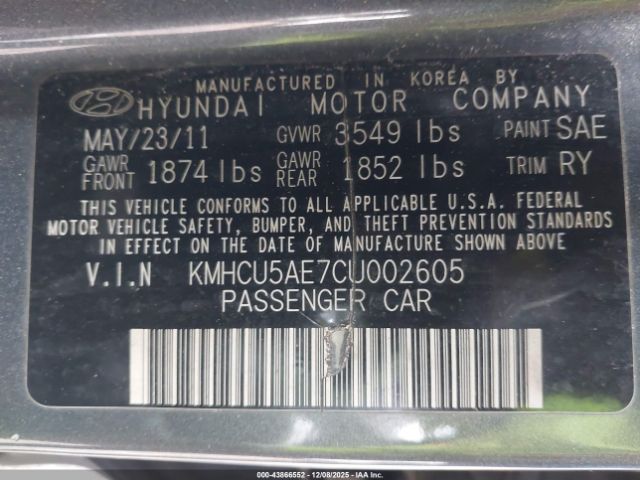 MANUFACTURED IN KOREA BY
HYUNDAI MOTOR COMPANY
MAY/23/11 GVWR 3549 lbs PAINT SAE
GAWR FRONT 1874 lbs GAWR REAR 1852 lbs TRIM RY
THIS VEHICLE CONFORMS TO ALL APPLICABLE U.S.A. FEDERAL
MOTOR VEHICLE SAFETY, BUMPER, AND THEFT PREVENTION STANDARDS
IN EFFECT ON THE DATE OF MANUFACTURE SHOWN ABOVE
V.I.N KMHCU5AE7CU002605
PASSENGER CAR
000-43866552 | 12/08/2025 - IAA Inc.